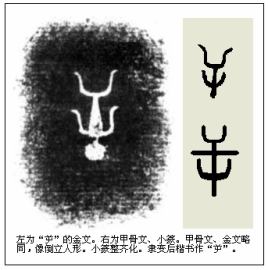 左为“屰”的金文。右为甲骨文、小篆。甲骨文、金文略
同，像倒立人形。小篆整齐化。隶英后楷书作“屰”。